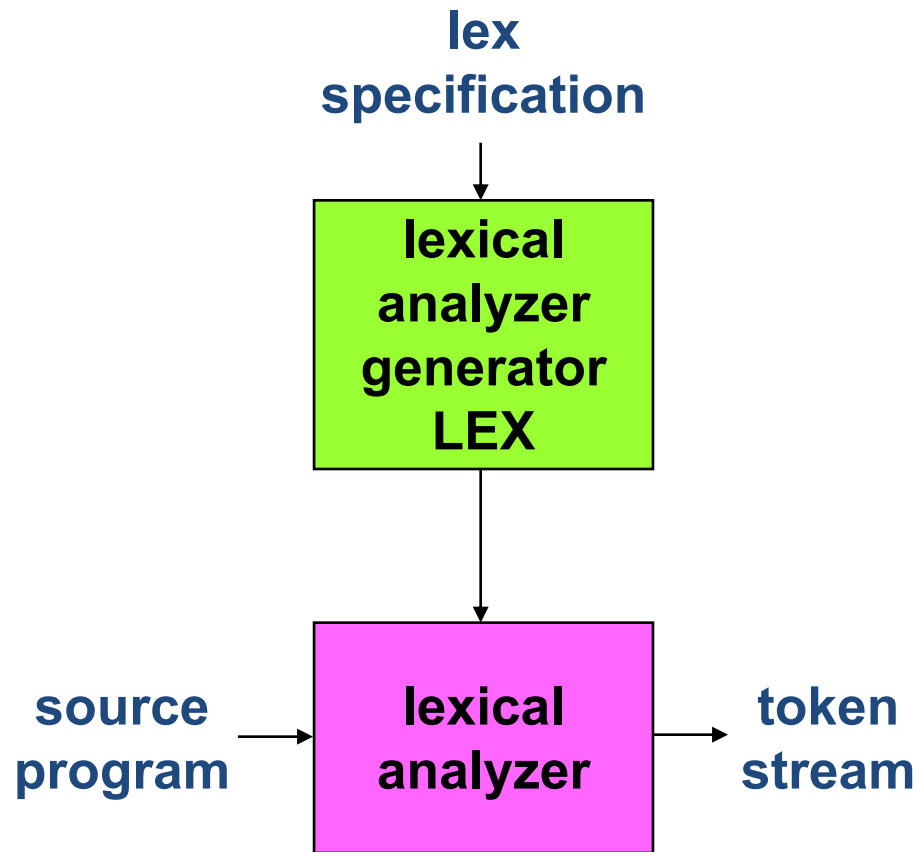 lex
specification
lexical
analyzer
generator
LEX
source
program
lexical
analyzer
token
stream